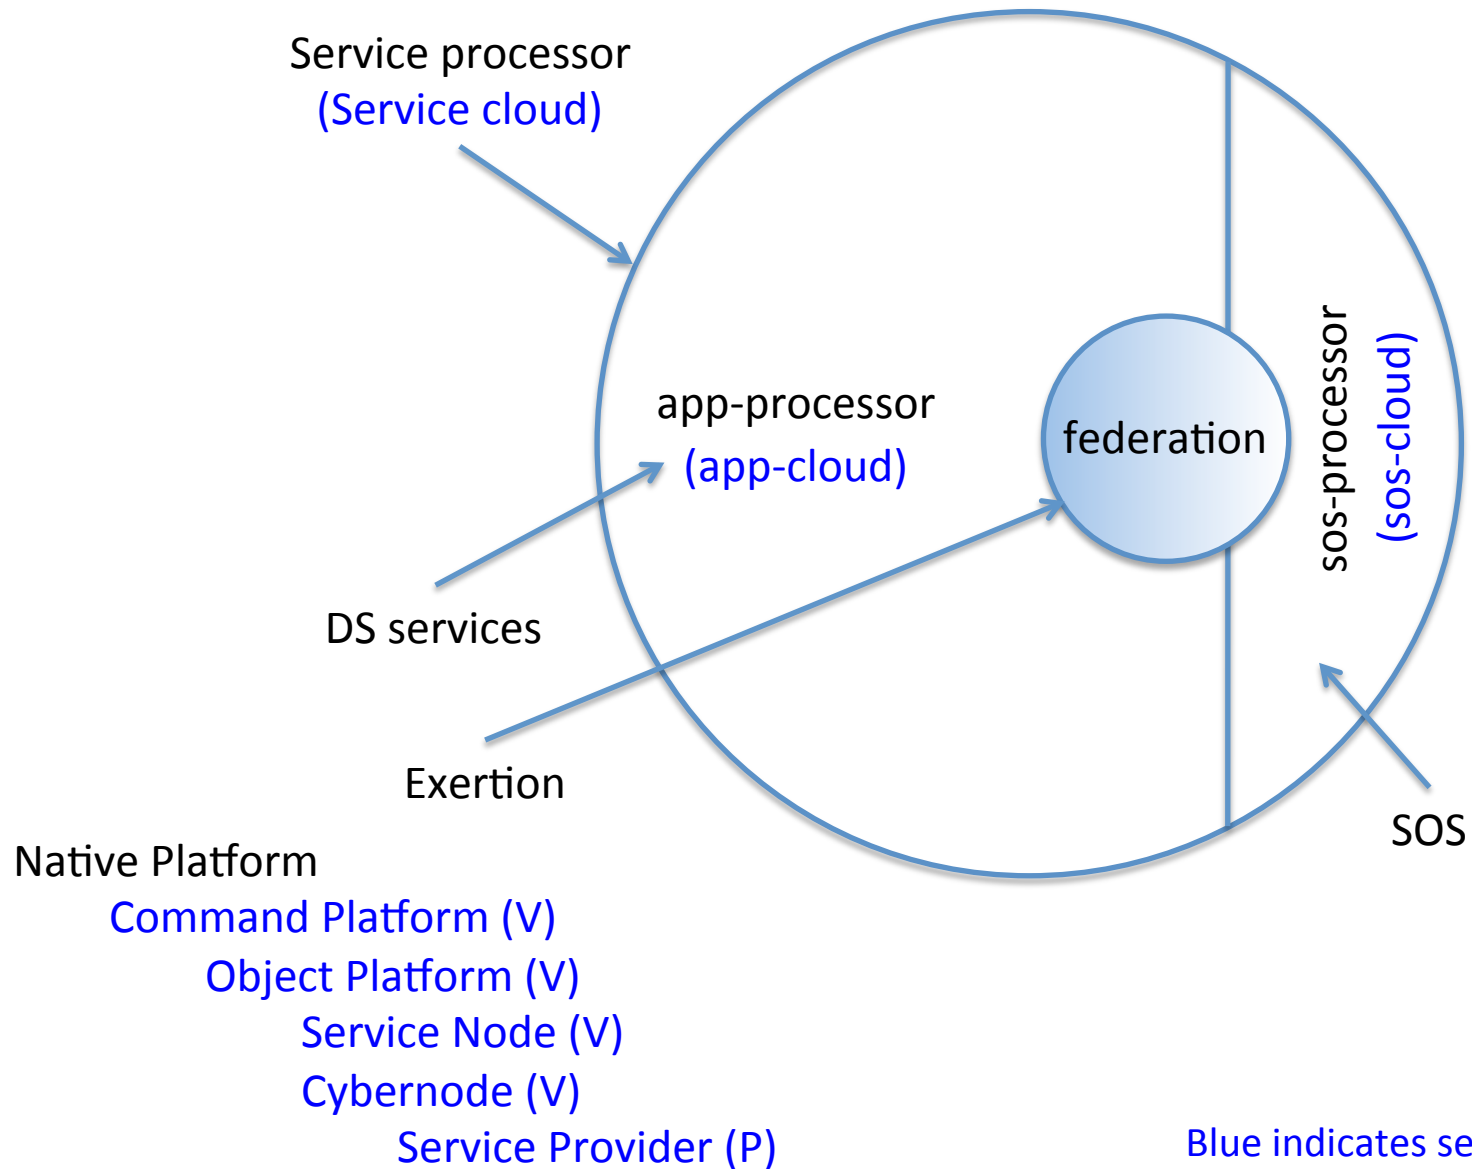 Service processor
(Service cloud)
app-processor
(app-cloud)
federation
sos-processor
(sos-cloud)
DS services
Exertion
SOS
Native Platform
Command Platform (V)
Object Platform (V)
Service Node (V)
Cybernode (V)
Service Provider (P)
Blue indicates se